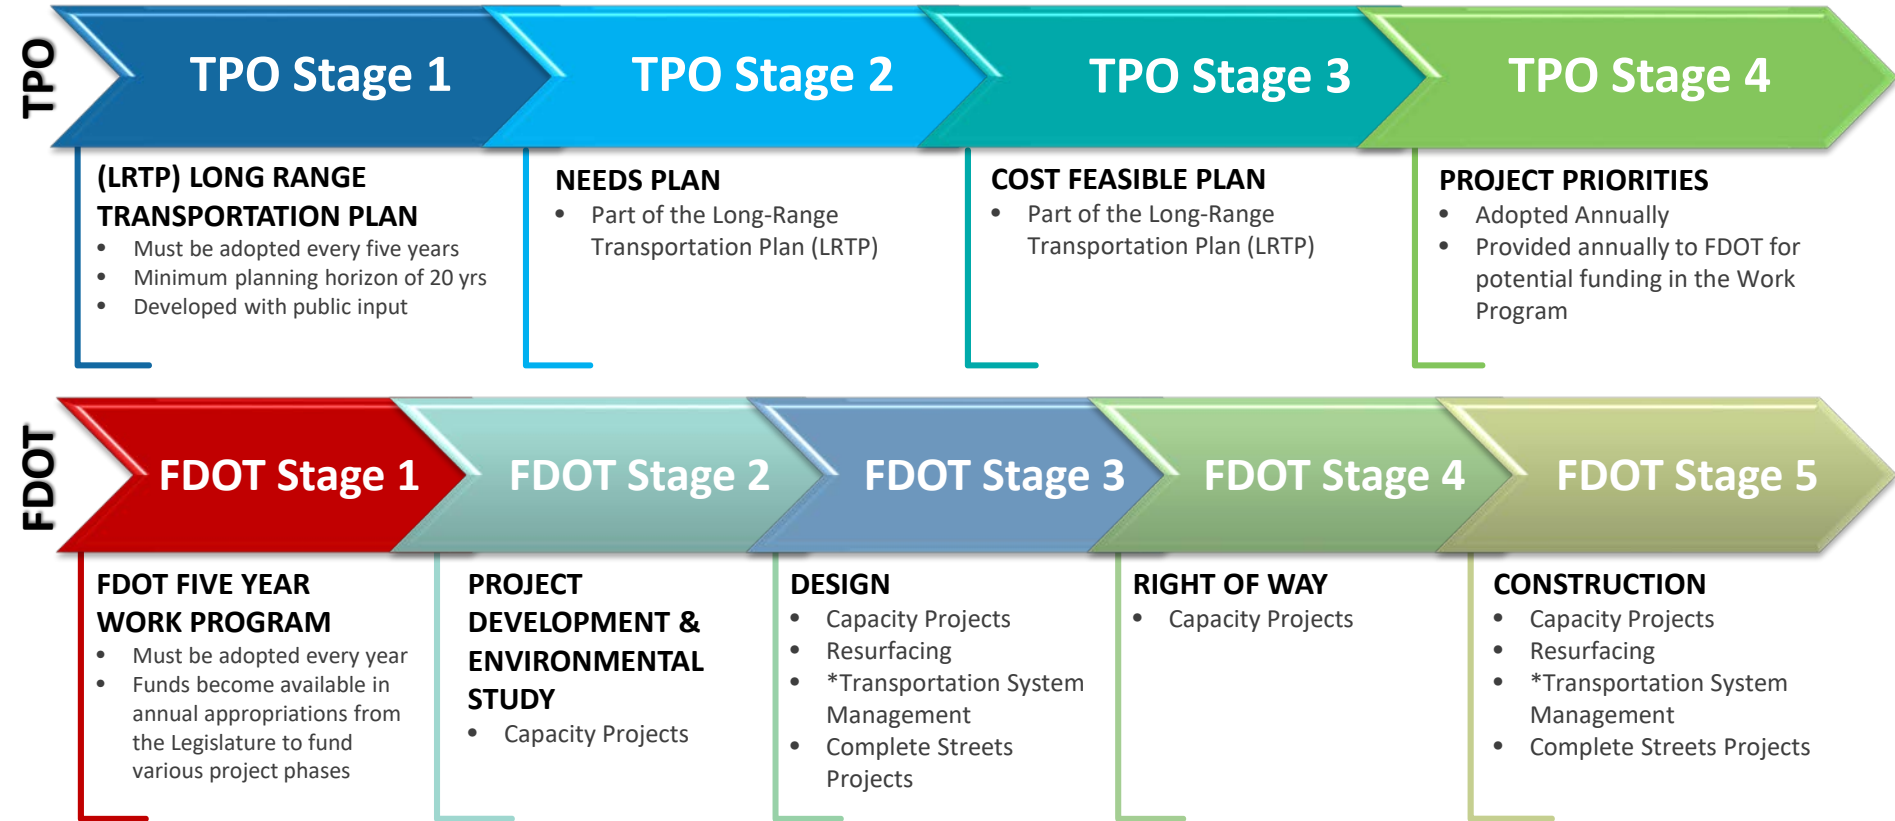 TPO
TPO Stage 1
TPO Stage 2
TPO Stage 3
TPO Stage 4
(LRTP) LONG RANGE
TRANSPORTATION PLAN
• Must be adopted every five years
• Minimum planning horizon of 20 yrs
• Developed with public input
NEEDS PLAN
• Part of the Long-Range
Transportation Plan (LRTP)
COST FEASIBLE PLAN
• Part of the Long-Range
Transportation Plan (LRTP)
PROJECT PRIORITIES
• Adopted Annually
• Provided annually to FDOT for
potential funding in the Work
Program
FDOT
FDOT Stage 1
FDOT Stage 2
FDOT Stage 3
FDOT Stage 4
FDOT Stage 5
FDOT FIVE YEAR
WORK PROGRAM
• Must be adopted every year
• Funds become available in
annual appropriations from
the Legislature to fund
various project phases
PROJECT
DEVELOPMENT &
ENVIRONMENTAL
STUDY
• Capacity Projects
DESIGN
• Capacity Projects
• Resurfacing
• *Transportation System
Management
• Complete Streets
Projects
RIGHT OF WAY
• Capacity Projects
CONSTRUCTION
• Capacity Projects
• Resurfacing
• *Transportation System
Management
• Complete Streets Projects